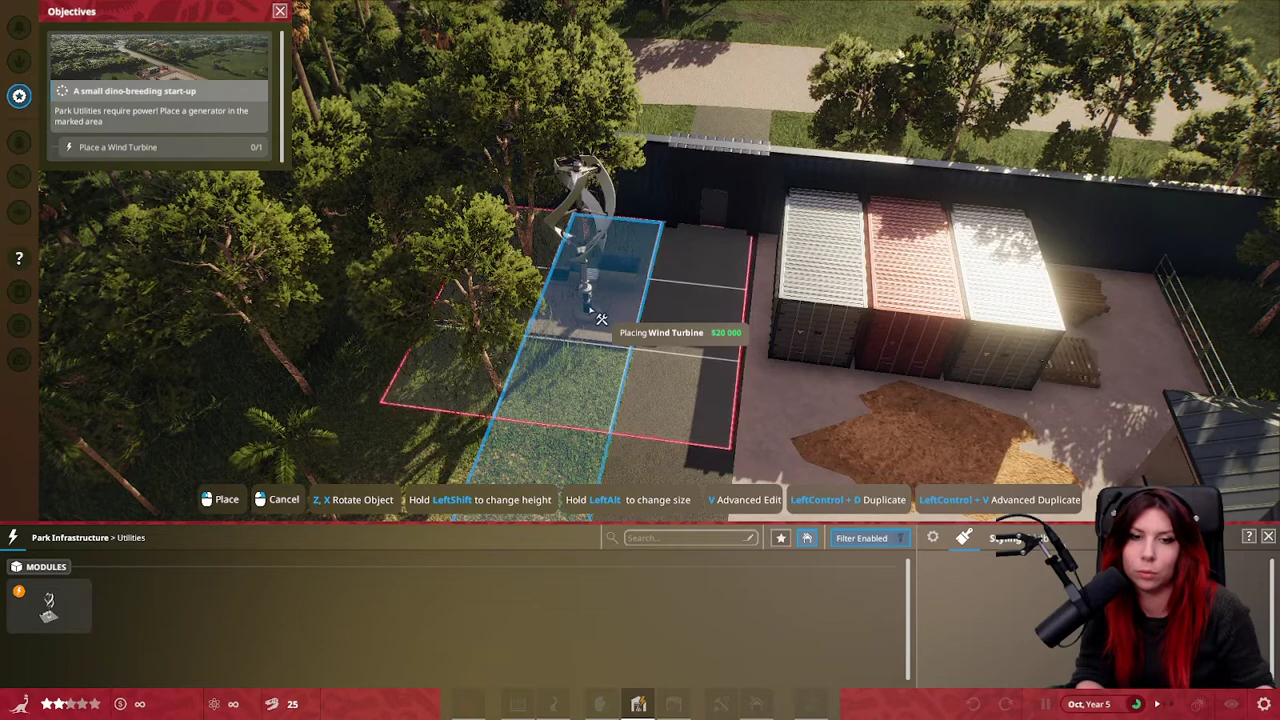 Objectives
A small dino-breeding start-up
Park Utilities require power! Place a generator in the
marked area
Place a Wind Turbine 0/1
Placing Wind Turbine $20 000
Place
Cancel
Z, X Rotate Object
Hold LeftShift to change height
Hold LeftAlt to change size
V Advanced Edit
LeftControl + D Duplicate
LeftControl + V Advanced Duplicate
Park Infrastructure > Utilities
Search...
Filter Enabled
?
MODULES
?
∞
∞
25
Oct, Year 5